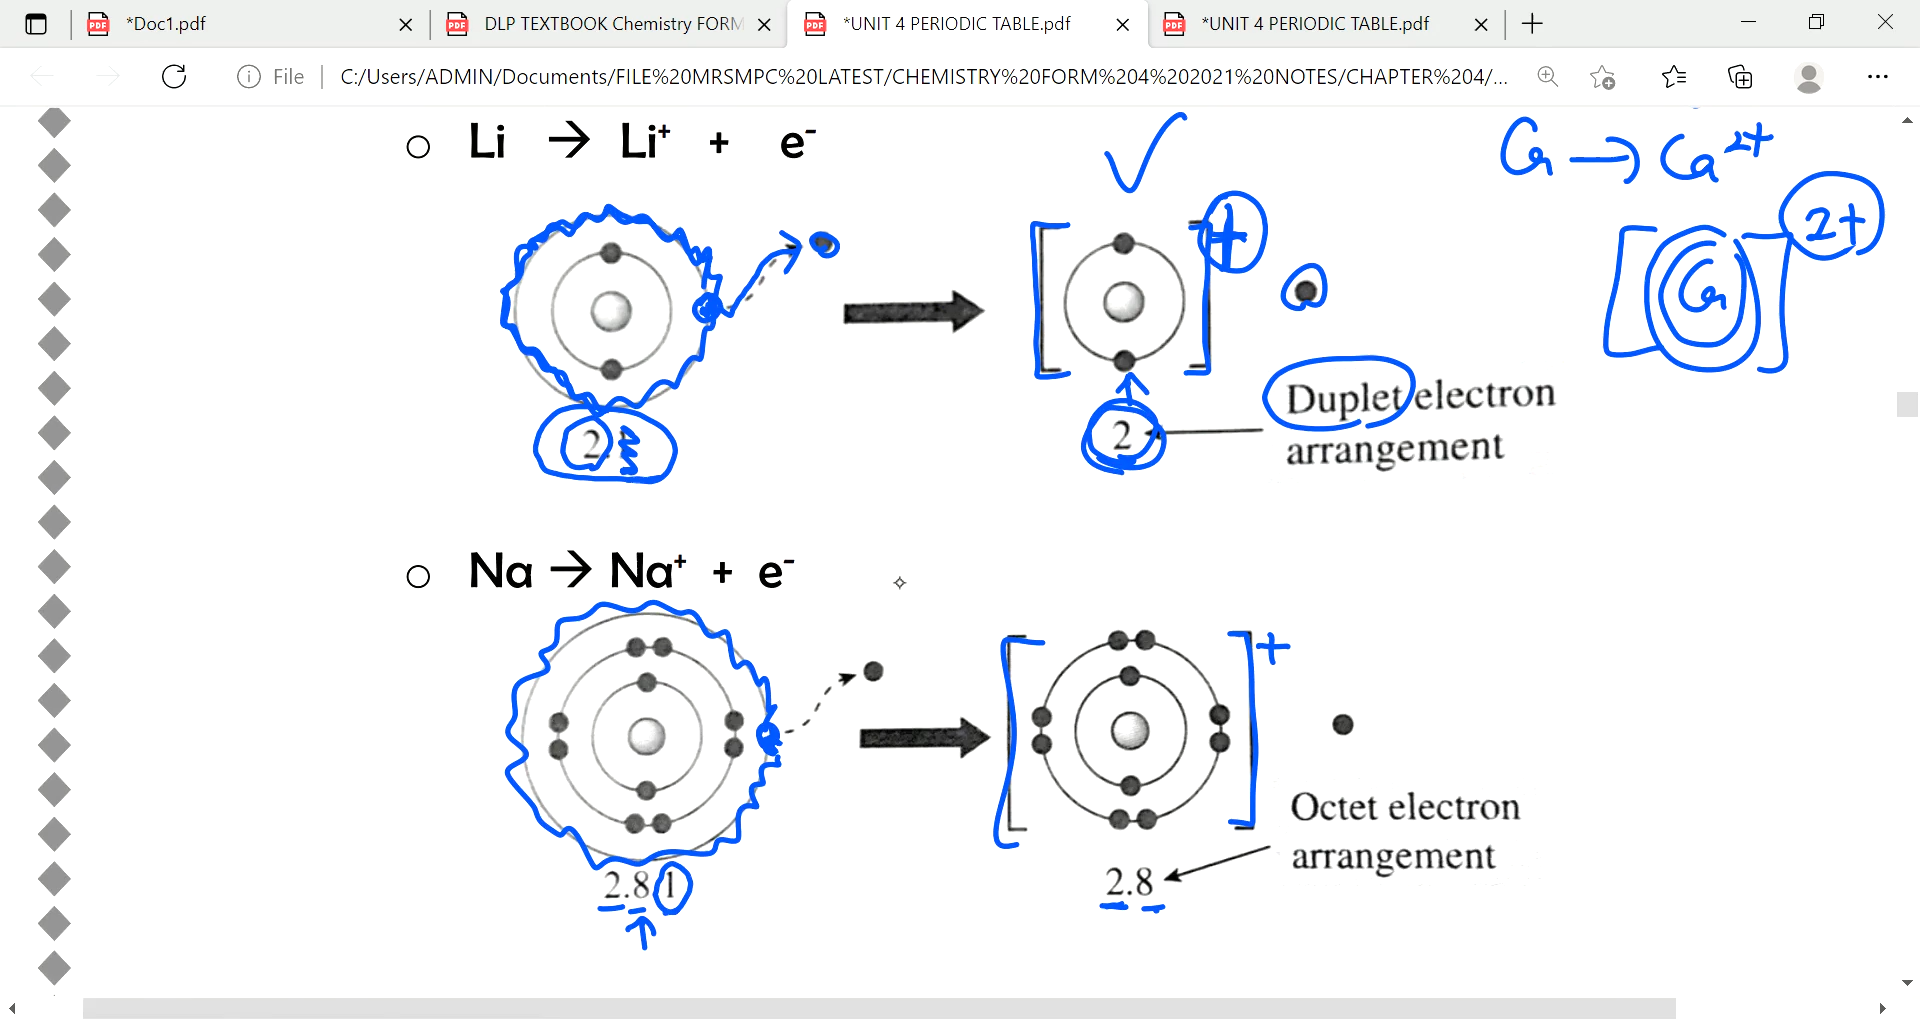 *Doc1.pdf
DLP TEXTBOOK Chemistry FORM
*UNIT 4 PERIODIC TABLE.pdf
*UNIT 4 PERIODIC TABLE.pdf
File
C:/Users/ADMIN/Documents/FILE%20MRSMPC%20LATEST/CHEMISTRY%20FORM%204%202021%20NOTES/CHAPTER%204/...
Li → Li⁺ + e⁻
Ca → Ca²⁺
+
2+
Ca
2.
2
Duplet electron
arrangement
Na → Na⁺ + e⁻
+
Octet electron
arrangement
2.8.1
2.8